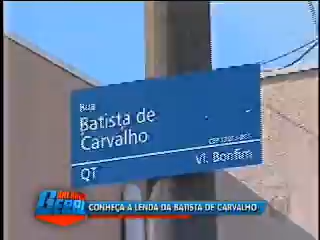 Rua
Batista de
Carvalho
Vl. Bonfim
QT
CONHEÇA A LENDA DA BATISTA DE CARVALHO